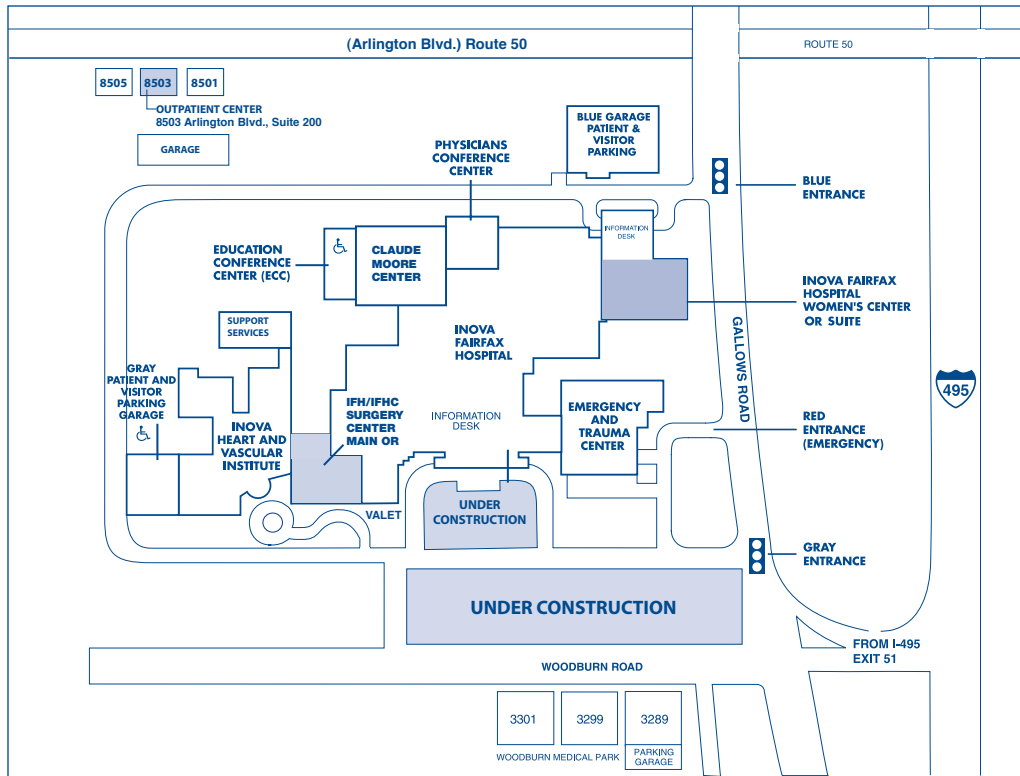 (Arlington Blvd.) Route 50
ROUTE 50
8505
8503
8501
OUTPATIENT CENTER
8503 Arlington Blvd., Suite 200
GARAGE
BLUE GARAGE
PATIENT &
VISITOR
PARKING
PHYSICIANS
CONFERENCE
CENTER
BLUE
ENTRANCE
INFORMATION
DESK
EDUCATION
CONFERENCE
CENTER (ECC)
CLAUDE
MOORE
CENTER
INOVA FAIRFAX
HOSPITAL
WOMEN'S CENTER
OR SUITE
SUPPORT
SERVICES
INOVA
FAIRFAX
HOSPITAL
GALLOWS ROAD
495
GRAY
PATIENT AND
VISITOR
PARKING
GARAGE
IFH/IFHC
SURGERY
CENTER
MAIN OR
INFORMATION
DESK
EMERGENCY
AND
TRAUMA
CENTER
RED
ENTRANCE
(EMERGENCY)
INOVA
HEART AND
VASCULAR
INSTITUTE
VALET
UNDER
CONSTRUCTION
GRAY
ENTRANCE
UNDER CONSTRUCTION
FROM I-495
EXIT 51
WOODBURN ROAD
3301
3299
3289
WOODBURN MEDICAL PARK
PARKING
GARAGE